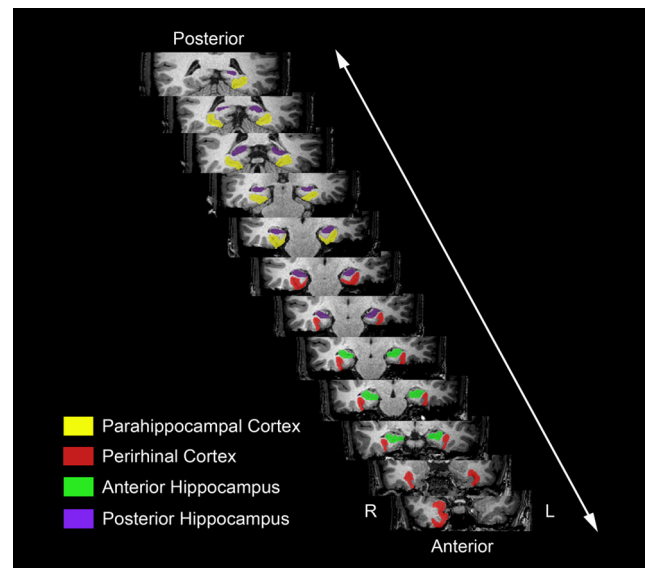 Posterior
Parahippocampal Cortex
Perirhinal Cortex
Anterior Hippocampus
Posterior Hippocampus
R
L
Anterior